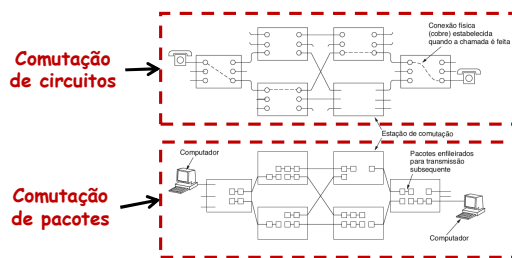 Comutação
de circuitos
Conexão física
(cobre) estabelecida
quando a chamada é feita
Estação de comutação
Comutação
de pacotes
Computador
Pacotes enfileirados
para transmissão
subsequente
Computador